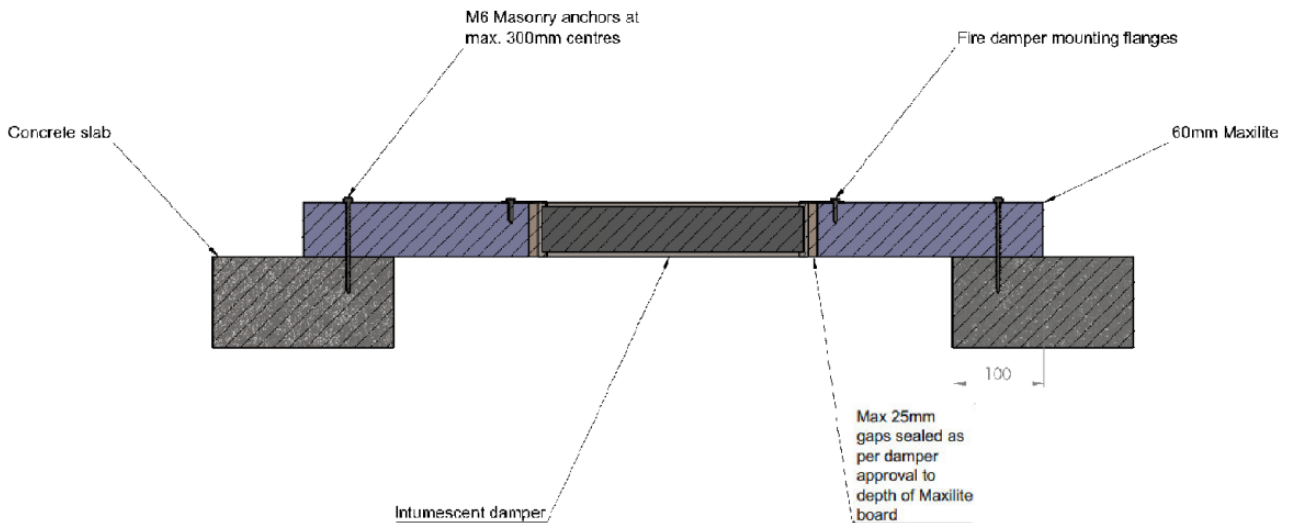 M6 Masonry anchors at
max. 300mm centres
Fire damper mounting flanges
Concrete slab
60mm Maxilite
100
Max 25mm
gaps sealed as
per damper
approval to
depth of Maxilite
board
Intumescent damper